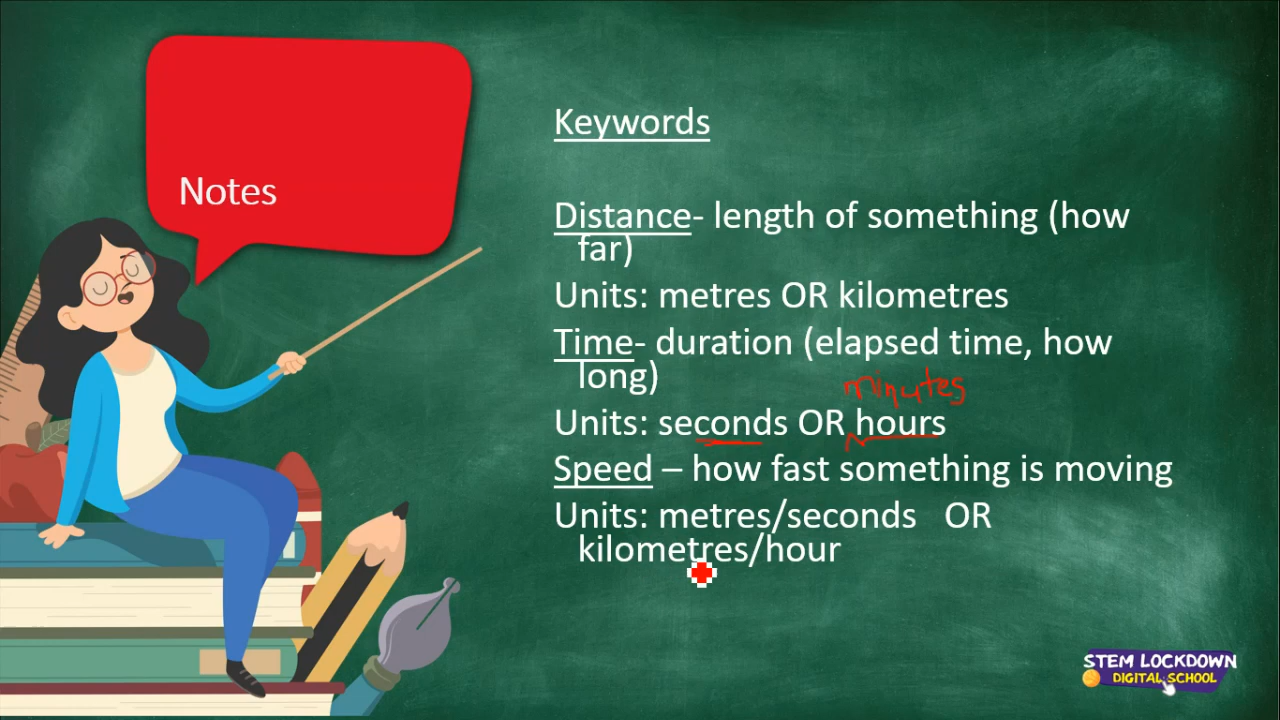 Notes
Keywords
Distance- length of something (how
far)
Units: metres OR kilometres
Time- duration (elapsed time, how
long)
minutes
Units: seconds OR hours
Speed – how fast something is moving
Units: metres/seconds OR
kilometres/hour
STEM LOCKDOWN
DIGITAL SCHOOL